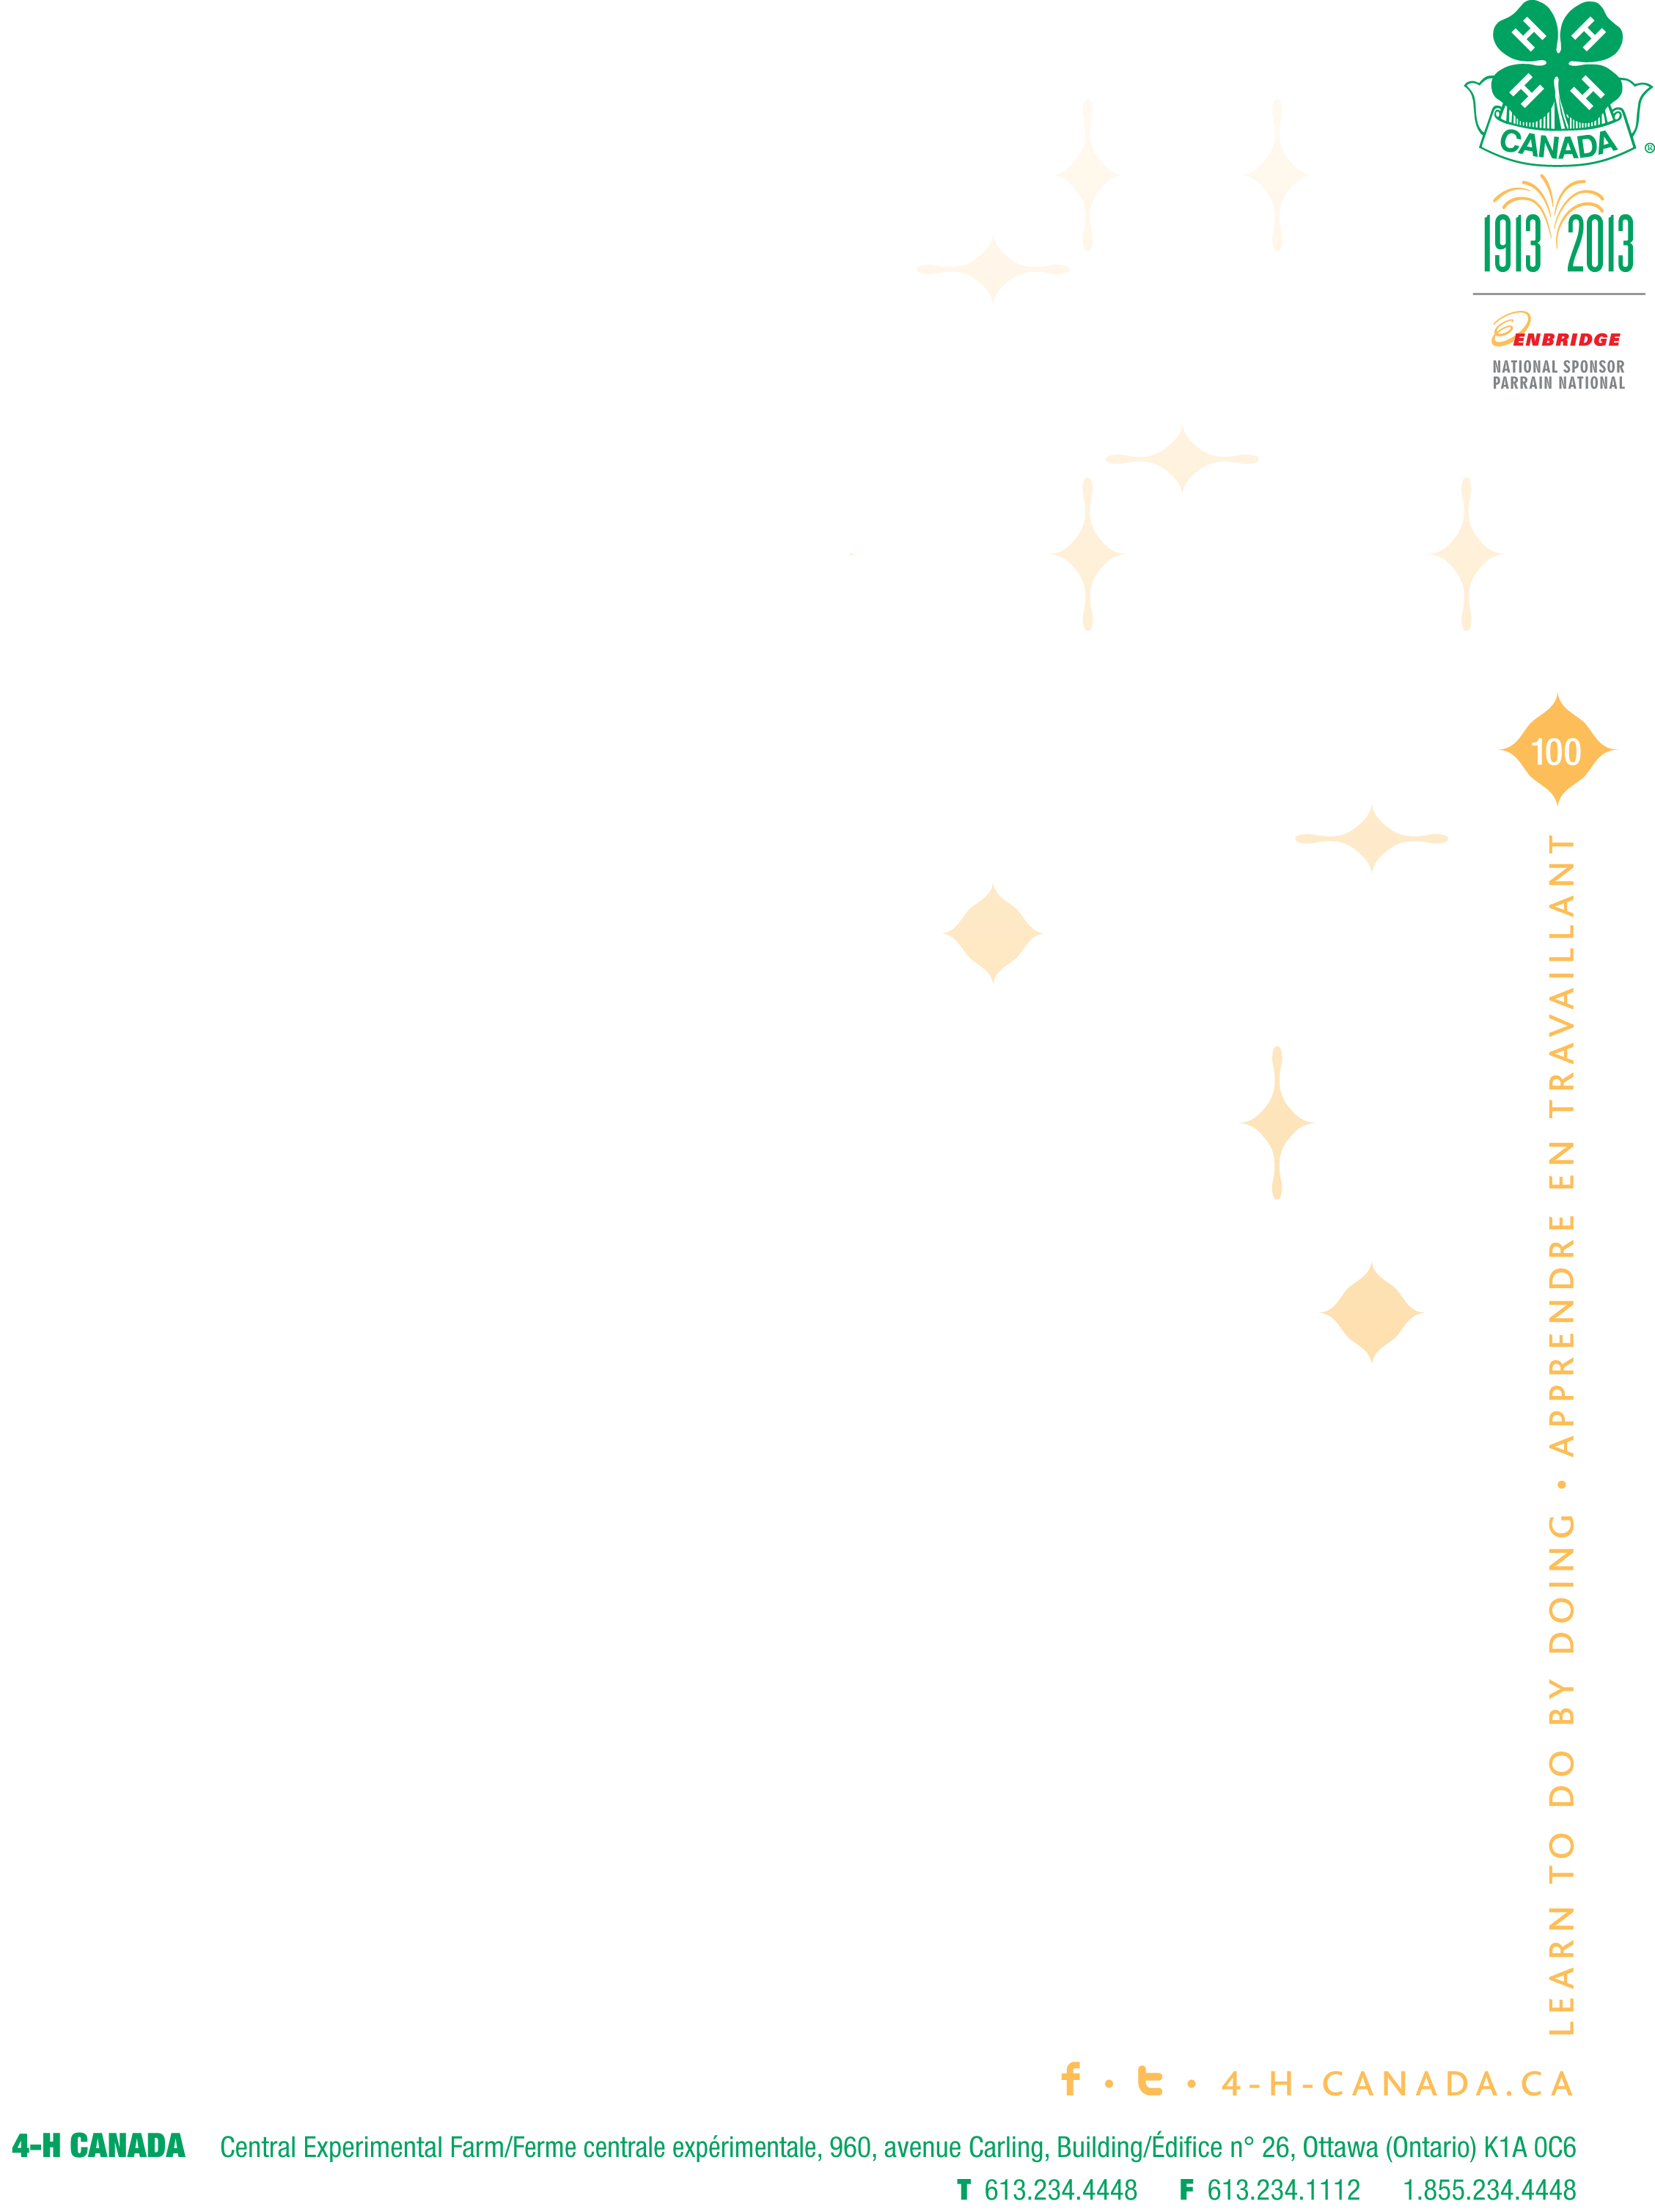 H H
H H
CANADA ®
1913 2013
ENBRIDGE
NATIONAL SPONSOR
PARRAIN NATIONAL
100
LEARN TO DO BY DOING • APPRENDRE EN TRAVAILLANT
f • t • 4-H-CANADA.CA
4-H CANADA Central Experimental Farm/Ferme centrale expérimentale, 960, avenue Carling, Building/Édifice n° 26, Ottawa (Ontario) K1A 0C6
T 613.234.4448 F 613.234.1112 1.855.234.4448